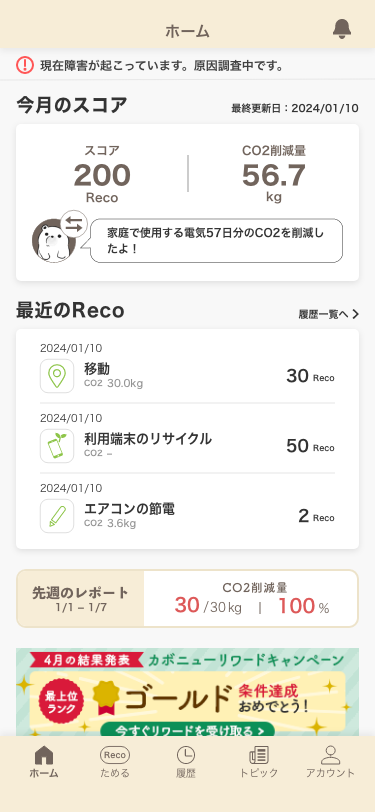 ホーム
現在障害が起こっています。原因調査中です。
今月のスコア
最終更新日：2024/01/10
スコア
CO2削減量
200
56.7
Reco
kg
家庭で使用する電気57日分のCO2を削減し
たよ！
最近のReco
履歴一覧へ
2024/01/10
移動
CO2 30.0kg
30 Reco
2024/01/10
利用端末のリサイクル
CO2 –
50 Reco
2024/01/10
エアコンの節電
CO2 3.6kg
2 Reco
先週のレポート
1/1 – 1/7
CO2削減量
30 /30kg | 100 %
4月の結果発表 カボニューリワードキャンペーン
最上位
ランク
ゴールド
条件達成
おめでとう！
今すぐリワードを受け取る >
ホーム
Reco
ためる
履歴
トピック
アカウント